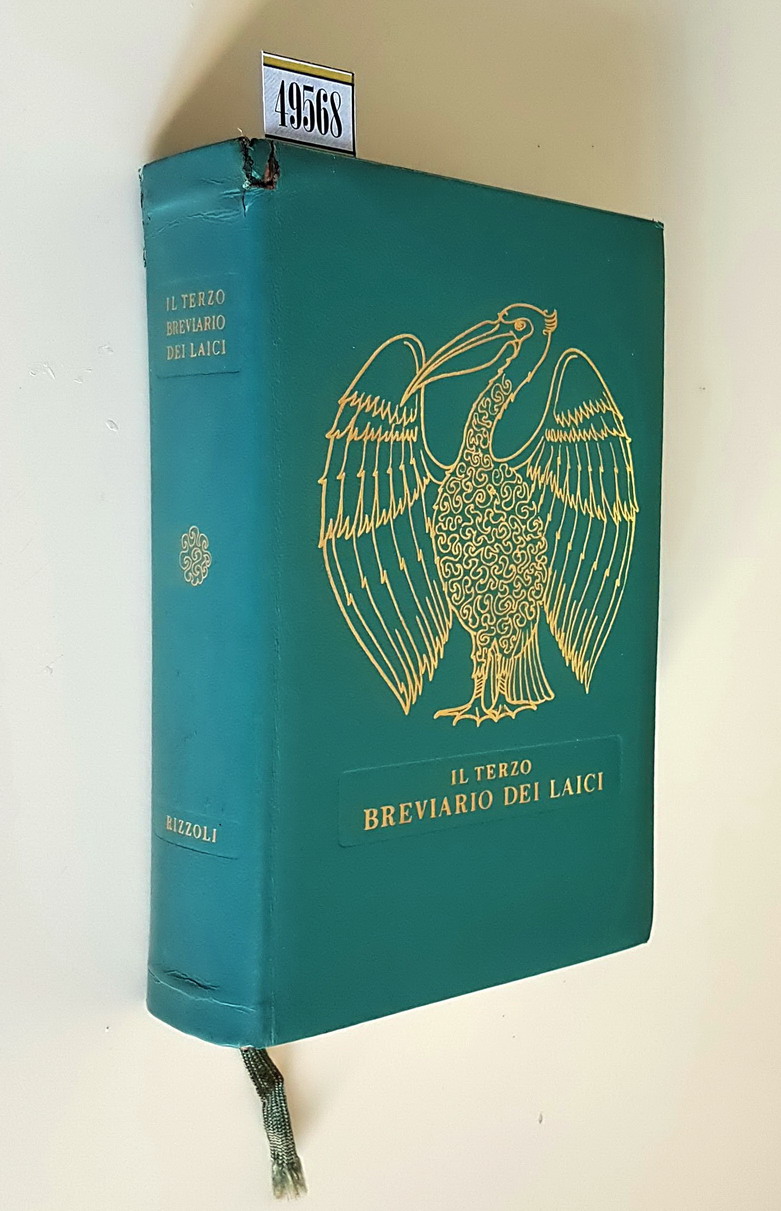 49568
IL TERZO
BREVIARIO
DEI LAICI
RIZZOLI
IL TERZO
BREVIARIO DEI LAICI